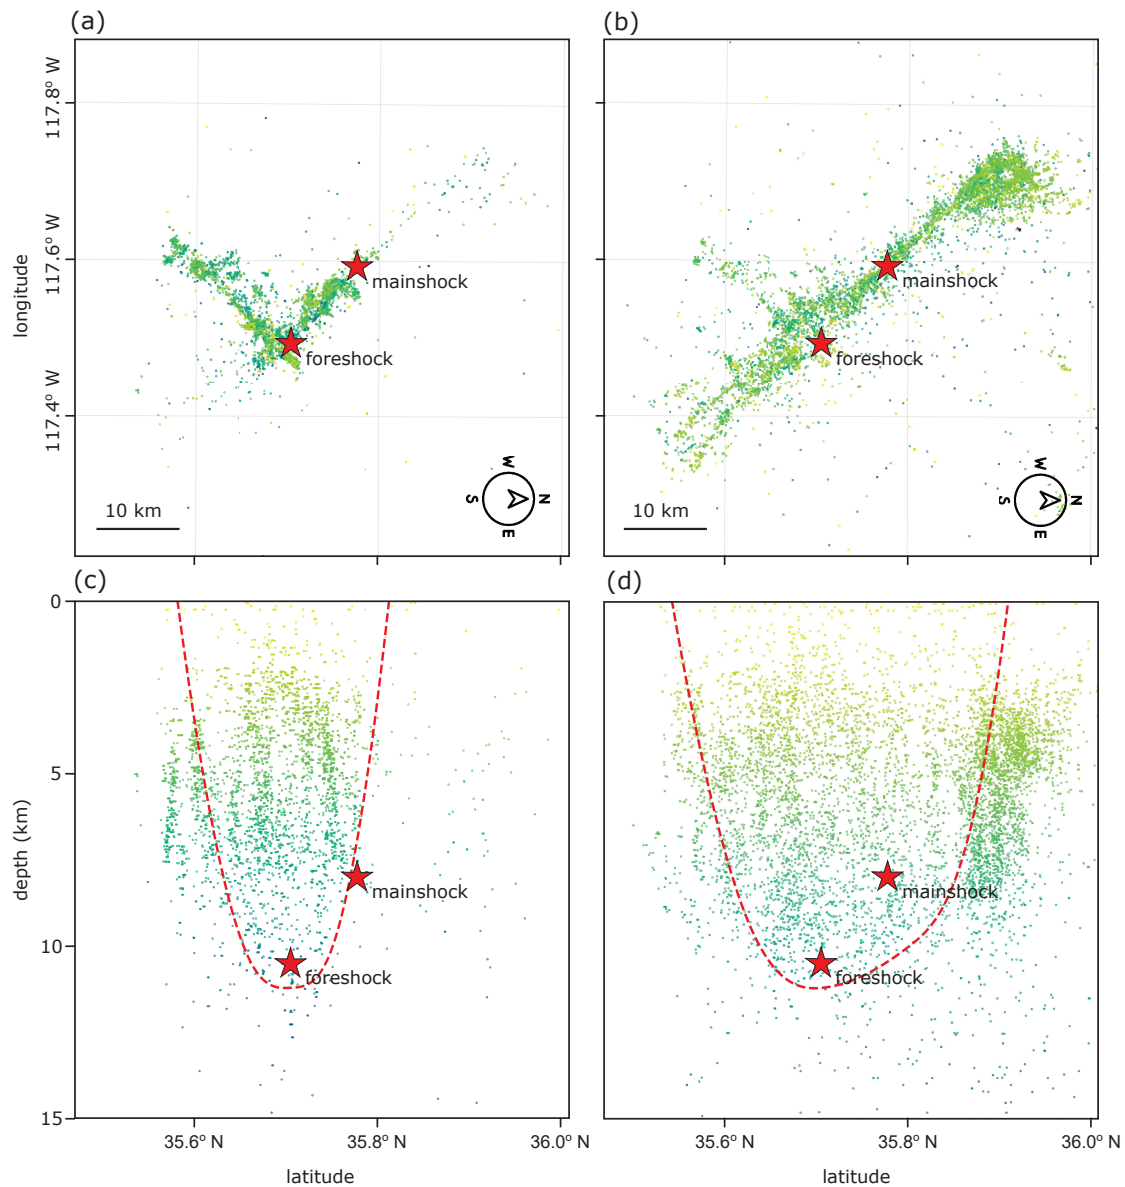 (a)
(b)
117.8° W
117.6° W
117.4° W
longitude
mainshock
foreshock
10 km
W
S
N
E
mainshock
foreshock
10 km
W
S
N
E
(c)
(d)
0
5
10
15
depth (km)
mainshock
foreshock
mainshock
foreshock
35.6° N
35.8° N
36.0° N
35.6° N
35.8° N
36.0° N
latitude
latitude